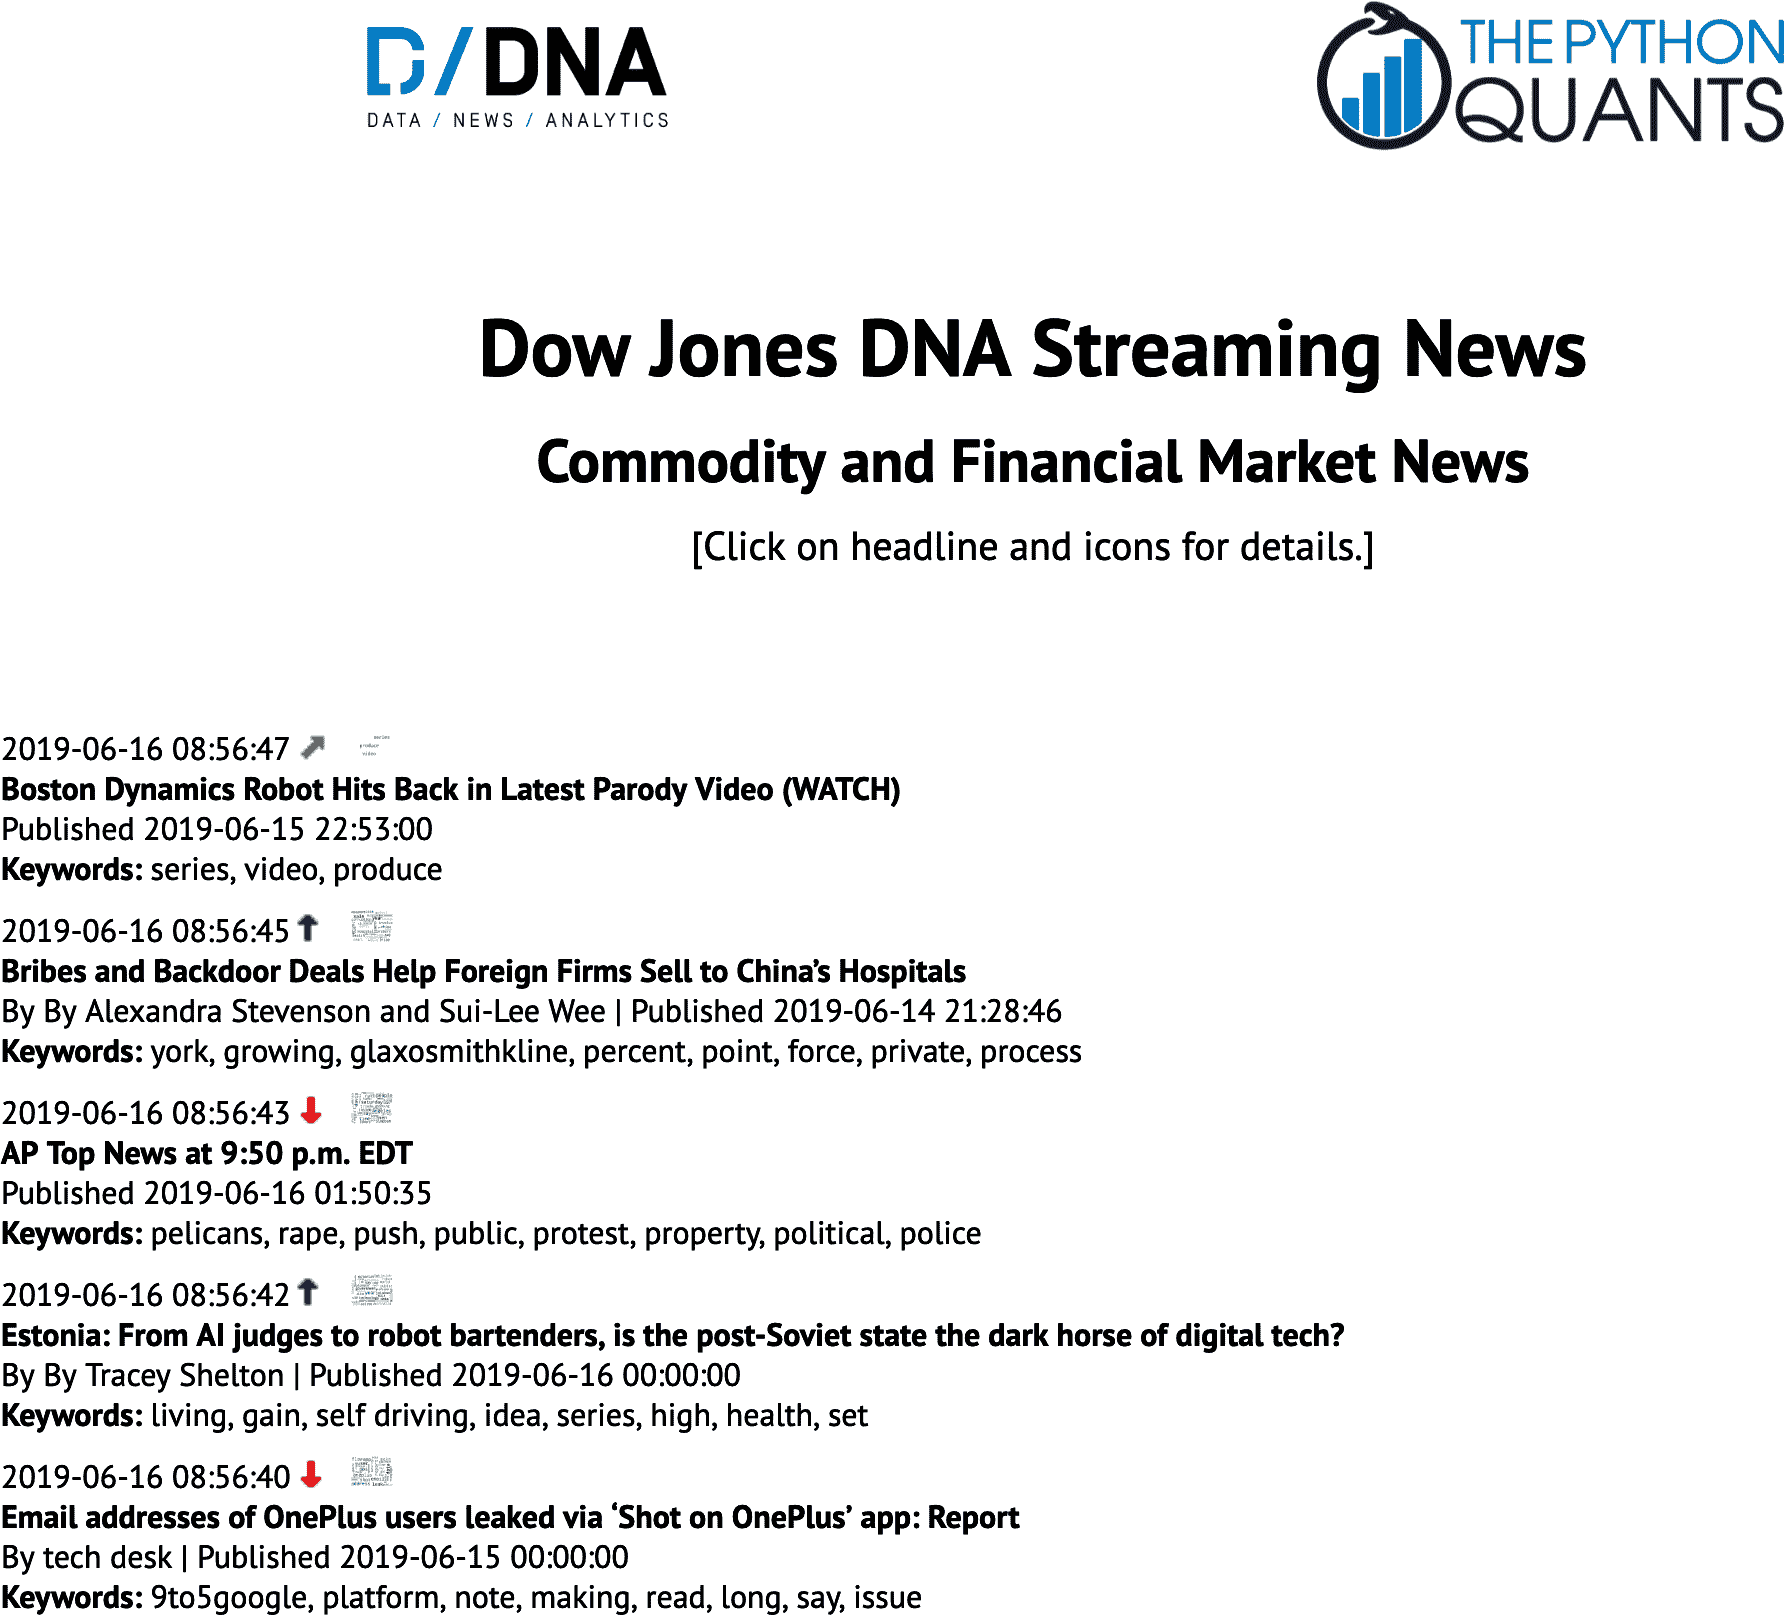 D/DNA
DATA / NEWS / ANALYTICS
THE PYTHON
QUANTS
Dow Jones DNA Streaming News
Commodity and Financial Market News
[Click on headline and icons for details.]
2019-06-16 08:56:47
series
produce
video
Boston Dynamics Robot Hits Back in Latest Parody Video (WATCH)
Published 2019-06-15 22:53:00
Keywords: series, video, produce
2019-06-16 08:56:45
Bribes and Backdoor Deals Help Foreign Firms Sell to China’s Hospitals
By By Alexandra Stevenson and Sui-Lee Wee | Published 2019-06-14 21:28:46
Keywords: york, growing, glaxosmithkline, percent, point, force, private, process
2019-06-16 08:56:43
AP Top News at 9:50 p.m. EDT
Published 2019-06-16 01:50:35
Keywords: pelicans, rape, push, public, protest, property, political, police
2019-06-16 08:56:42
Estonia: From AI judges to robot bartenders, is the post-Soviet state the dark horse of digital tech?
By By Tracey Shelton | Published 2019-06-16 00:00:00
Keywords: living, gain, self driving, idea, series, high, health, set
2019-06-16 08:56:40
Email addresses of OnePlus users leaked via ‘Shot on OnePlus’ app: Report
By tech desk | Published 2019-06-15 00:00:00
Keywords: 9to5google, platform, note, making, read, long, say, issue